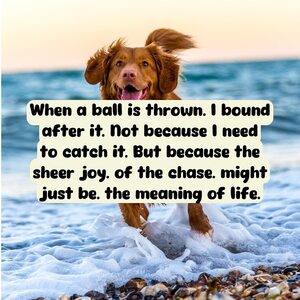 When a ball is thrown. I bound
after it. Not because I need
to catch it. But because the
sheer joy. of the chase. might
just be. the meaning of life.